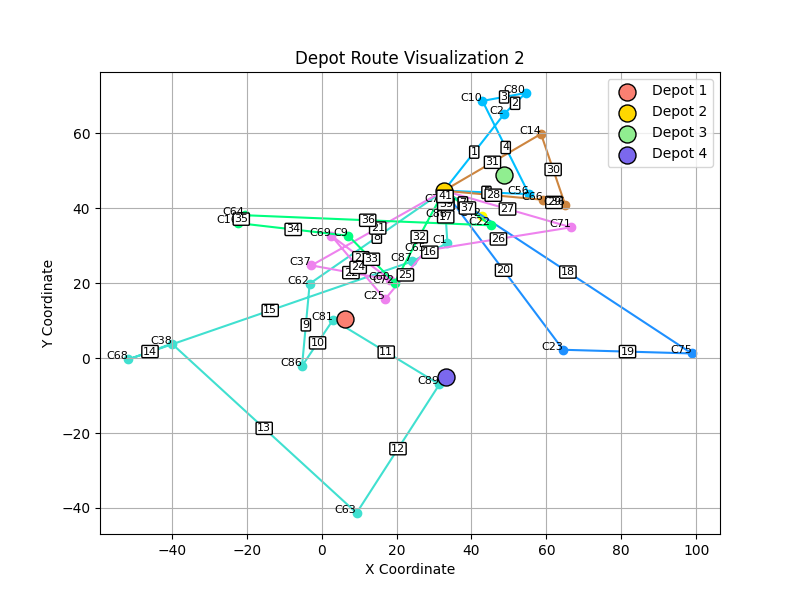 Depot Route Visualization 2
Depot 1
Depot 2
Depot 3
Depot 4
C80
C10
3
2
C2
C14
4
1
31
30
C56
28
C64
35
36
C22
27
C71
37
41
17
34
C69
C9
21
8
32
C1
26
16
C37
33
C87
24
22
25
C60
C62
C25
20
18
15
C81
9
10
C38
C68
14
C86
11
C23
19
C75
C89
13
12
C63
60
40
20
0
−20
−40
Y Coordinate
−40
−20
0
20
40
60
80
100
X Coordinate